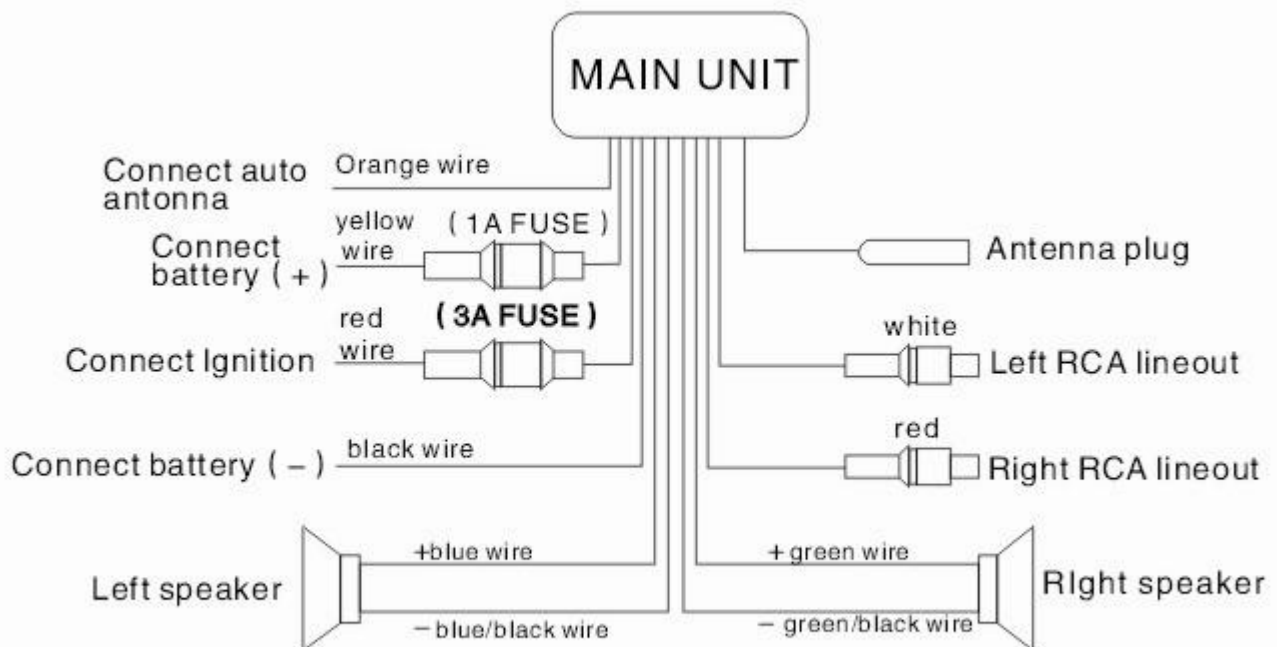 MAIN UNIT
Connect auto
antonna
Orange wire
Connect
battery ( + )
yellow
wire
( 1A FUSE )
Connect Ignition
red
wire
( 3A FUSE )
Connect battery ( − )
black wire
Left speaker
+blue wire
−blue/black wire
Antenna plug
white
Left RCA lineout
red
Right RCA lineout
+ green wire
− green/black wire
RIght speaker